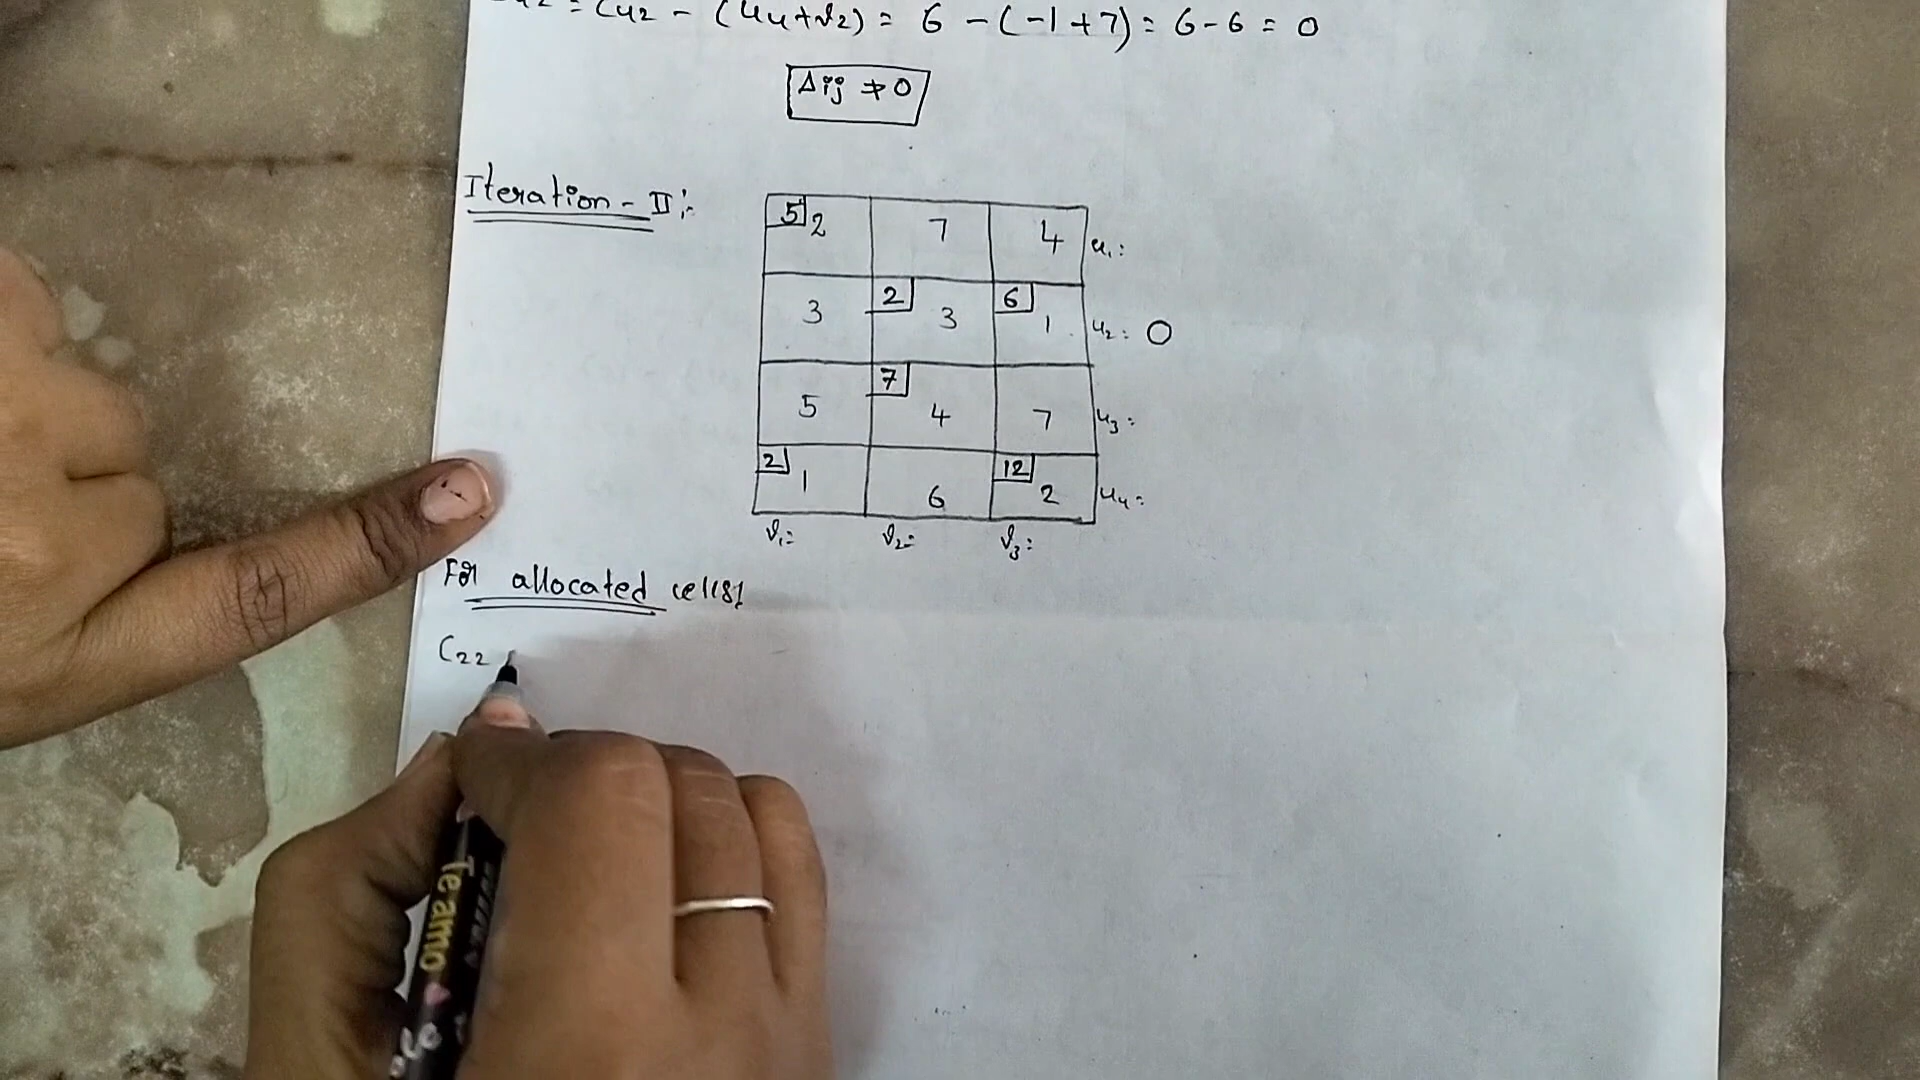 = C42 - (u4+v2) = 6 - (-1+7) = 6-6 = 0
Δij ≯ 0
Iteration - II :-
5 2 7 4 u1:
3 2 3 6 1 u2: 0
5 7 4 7 u3:
2 1 6 12 2 u4:
v1= v2= v3:
For allocated cells:
C22
Teamo